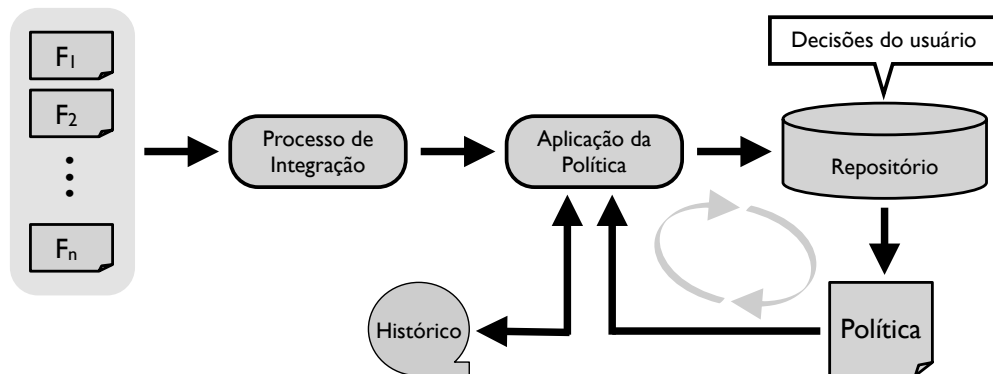 F1
F2
Fn
Processo de
Integração
Aplicação da
Política
Decisões do usuário
Repositório
Histórico
Política